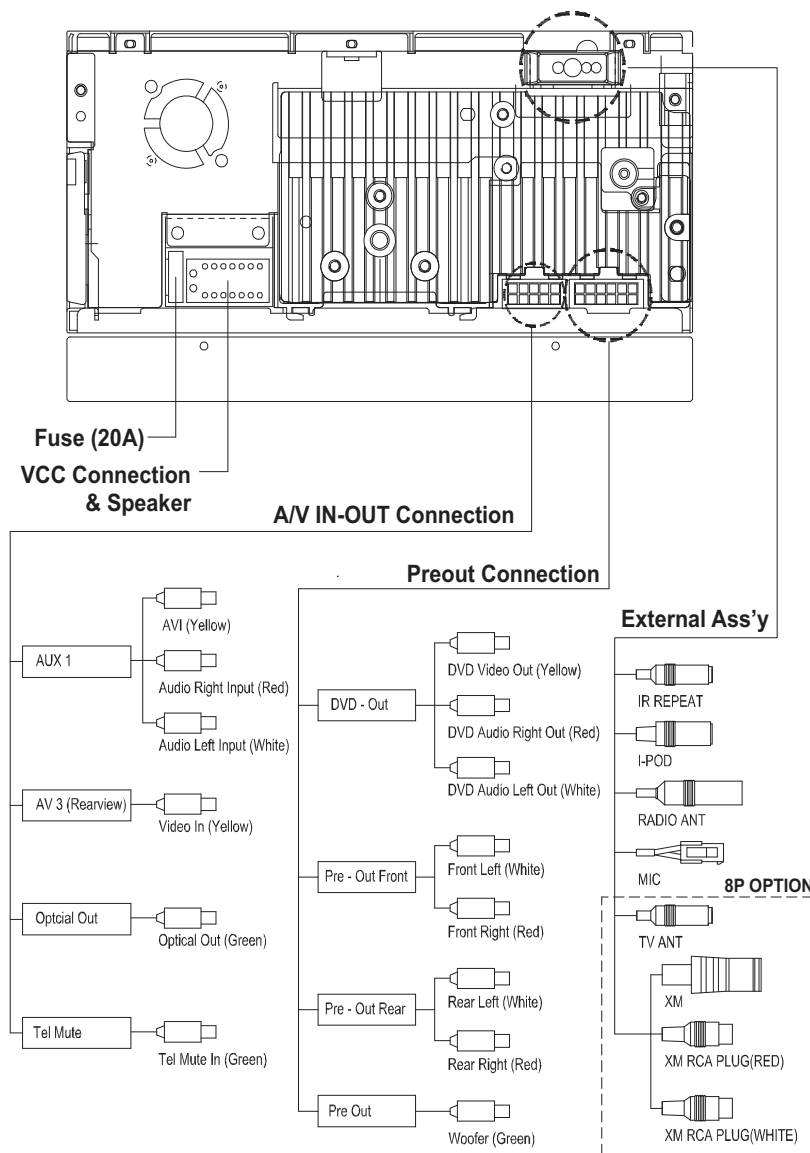 Fuse (20A)
VCC Connection
& Speaker
A/V IN-OUT Connection
Preout Connection
External Ass'y
AUX 1
AVI (Yellow)
Audio Right Input (Red)
Audio Left Input (White)
AV 3 (Rearview)
Video In (Yellow)
Optcial Out
Optical Out (Green)
Tel Mute
Tel Mute In (Green)
DVD - Out
DVD Video Out (Yellow)
DVD Audio Right Out (Red)
DVD Audio Left Out (White)
Pre - Out Front
Front Left (White)
Front Right (Red)
Pre - Out Rear
Rear Left (White)
Rear Right (Red)
Pre Out
Woofer (Green)
IR REPEAT
I-POD
RADIO ANT
MIC
8P OPTION
TV ANT
XM
XM RCA PLUG(RED)
XM RCA PLUG(WHITE)